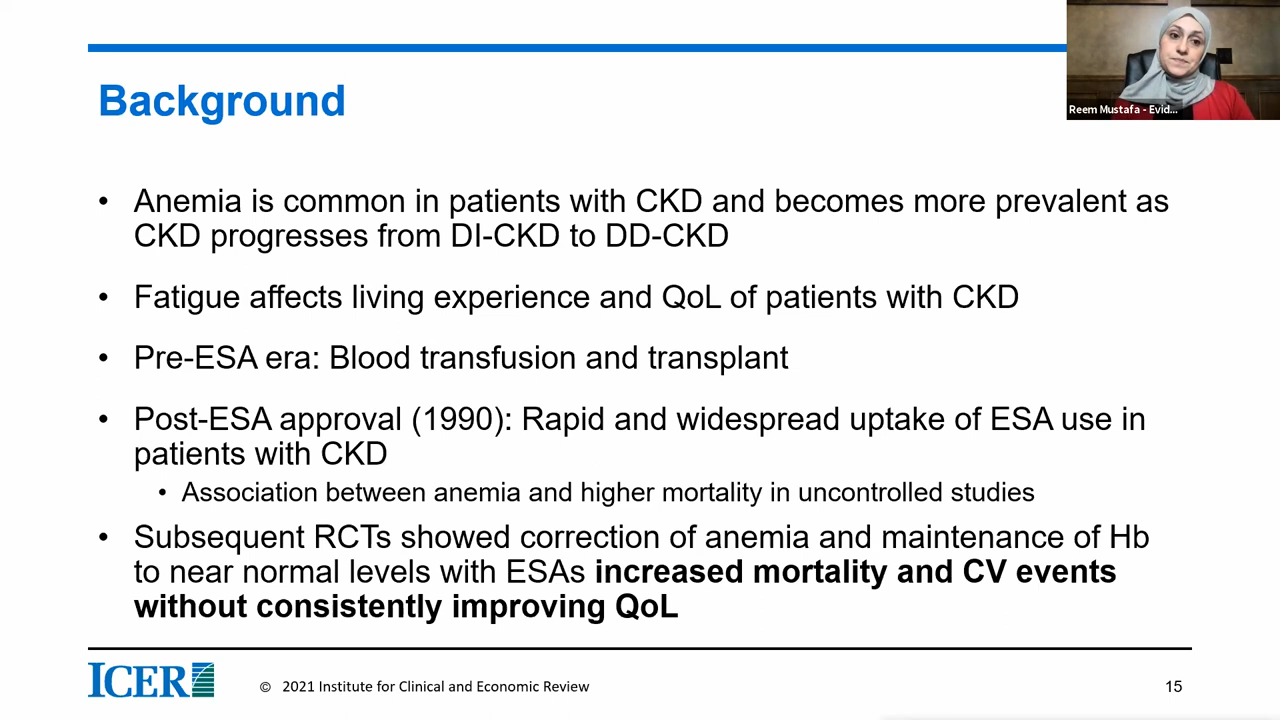 Background
Reem Mustafa - Evid...
• Anemia is common in patients with CKD and becomes more prevalent as
CKD progresses from DI-CKD to DD-CKD
• Fatigue affects living experience and QoL of patients with CKD
• Pre-ESA era: Blood transfusion and transplant
• Post-ESA approval (1990): Rapid and widespread uptake of ESA use in
patients with CKD
• Association between anemia and higher mortality in uncontrolled studies
• Subsequent RCTs showed correction of anemia and maintenance of Hb
to near normal levels with ESAs increased mortality and CV events
without consistently improving QoL
ICER
© 2021 Institute for Clinical and Economic Review
15